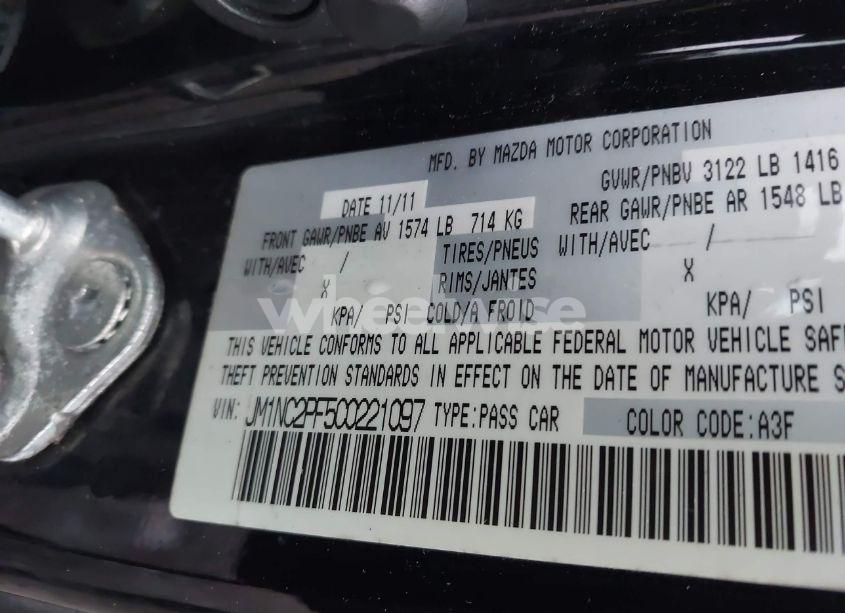 MFD. BY MAZDA MOTOR CORPORATION
DATE 11/11
GVWR/PNBV 3122 LB 1416
FRONT GAWR/PNBE AV 1574 LB 714 KG
REAR GAWR/PNBE AR 1548 LB
WITH/AVEC / TIRES/PNEUS WITH/AVEC /
X RIMS/JANTES X
KPA/ PSI COLD/A FROID KPA/ PSI
wheelwise
THIS VEHICLE CONFORMS TO ALL APPLICABLE FEDERAL MOTOR VEHICLE SAF
THEFT PREVENTION STANDARDS IN EFFECT ON THE DATE OF MANUFACTURE S
VIN: JM1NC2PF5C0221097 TYPE:PASS CAR COLOR CODE:A3F